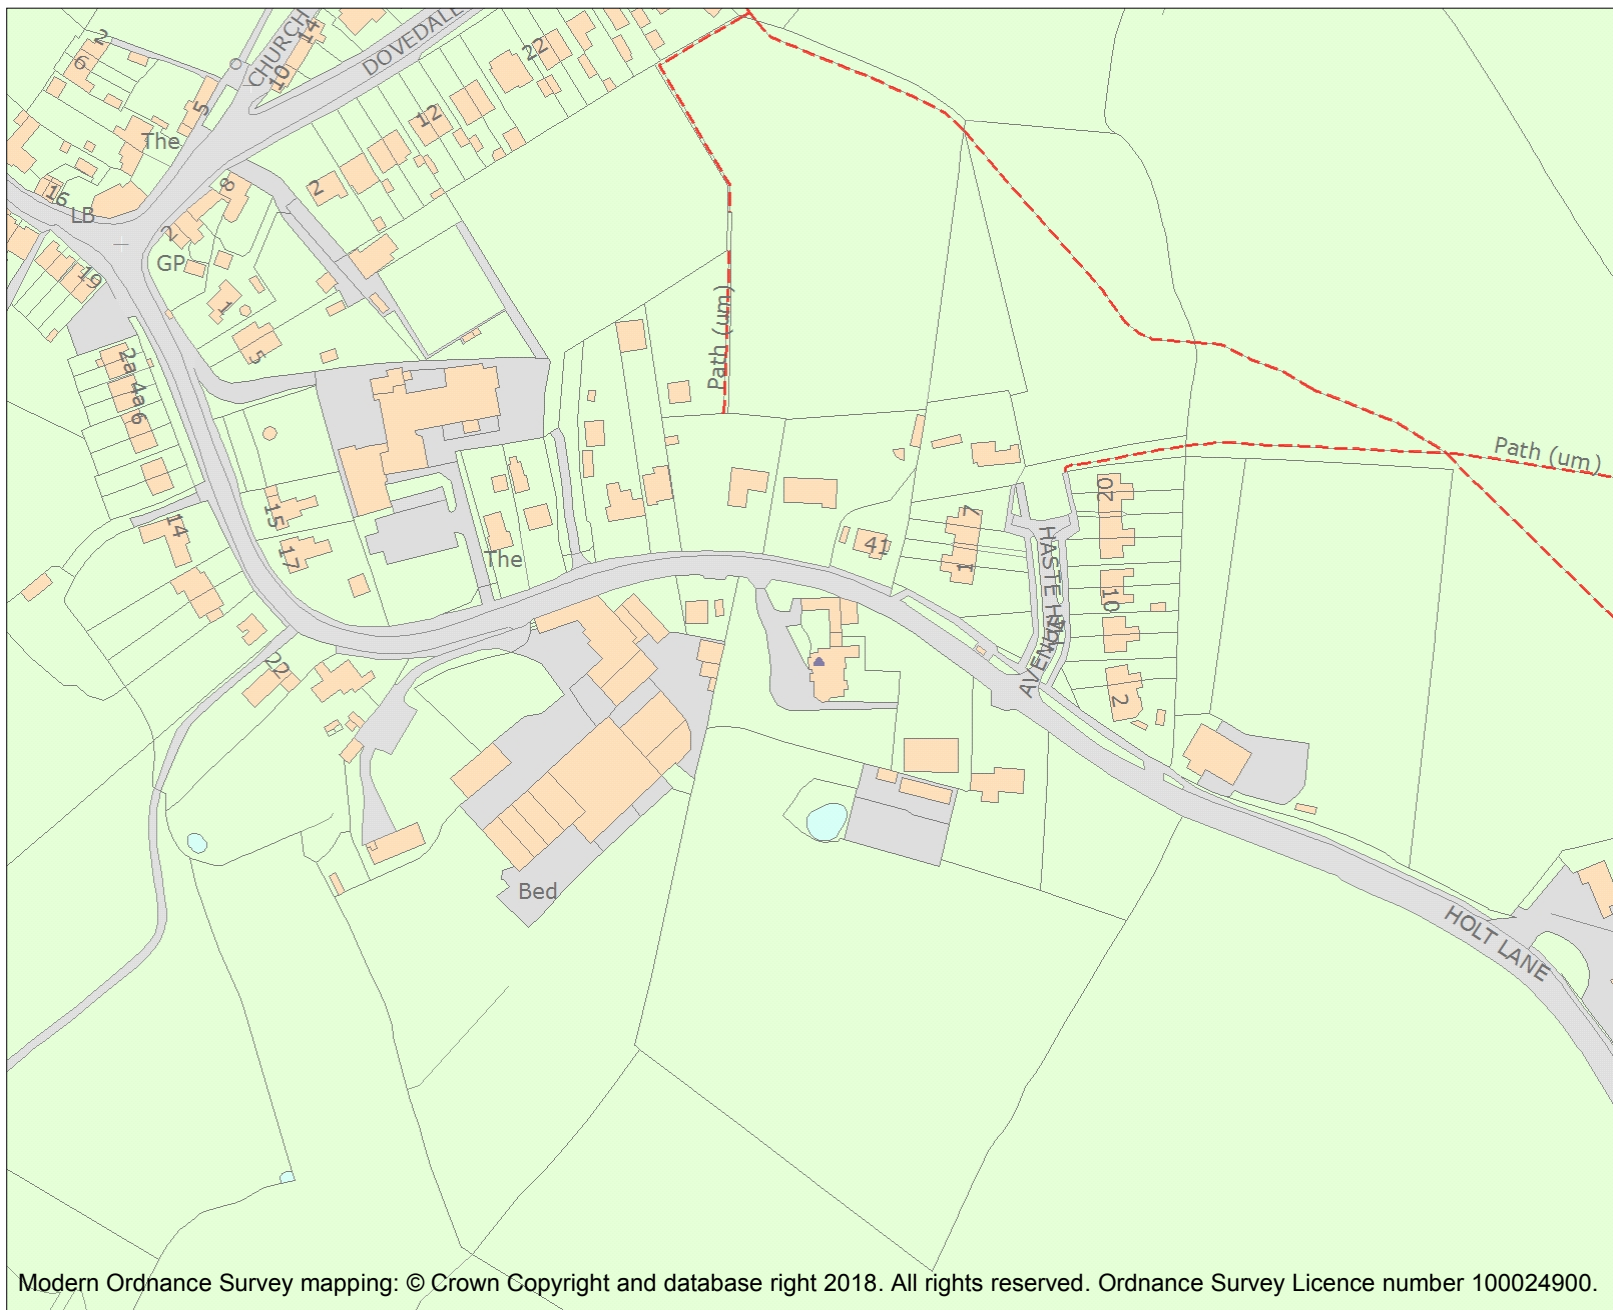 2
6
CHURCH
14
10
DOVEDALE
22
5
12
The
16
LB
8
2
2
GP
19
1
5
2a
4a
6
Path (um)
Path (um)
15
17
14
The
41
7
1
20
HASTE HILL
10
AVENUE
2
22
Bed
HOLT LANE
Modern Ordnance Survey mapping: © Crown Copyright and database right 2018. All rights reserved. Ordnance Survey Licence number 100024900.